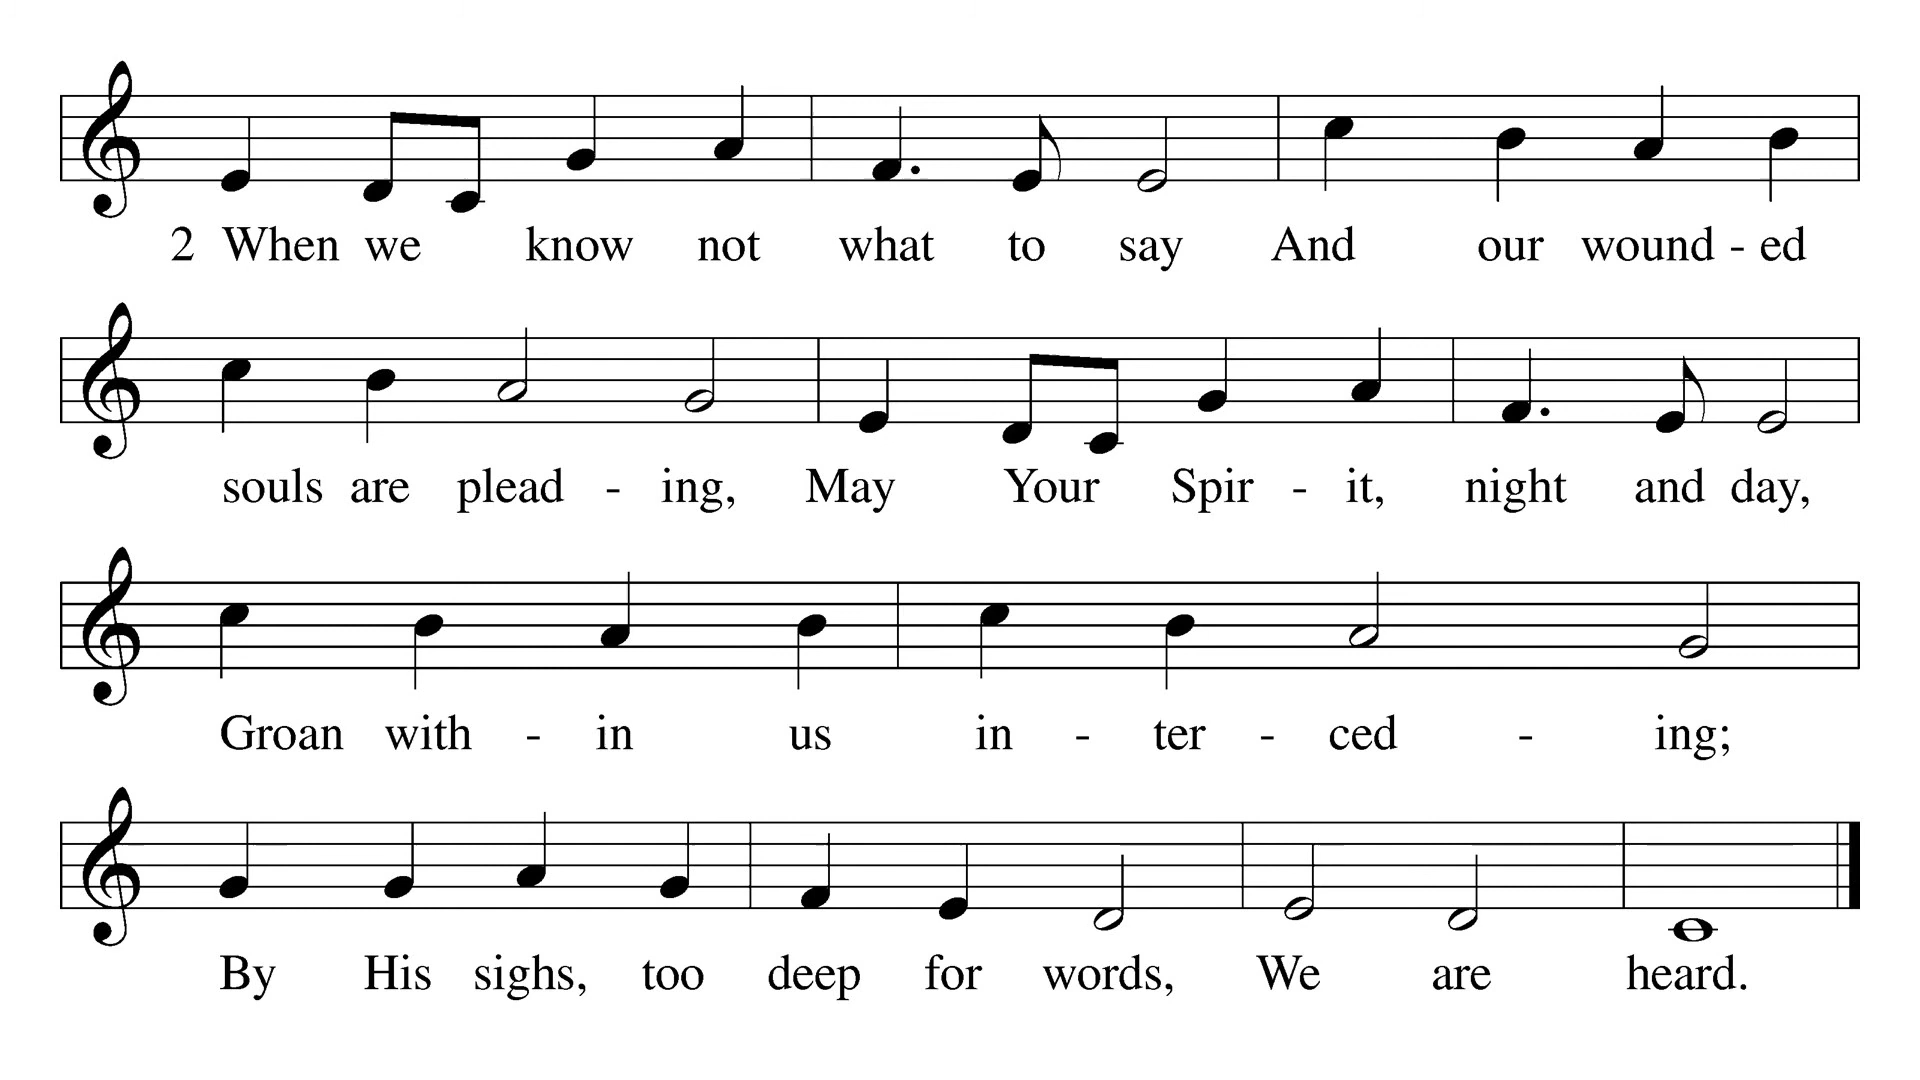 2 When we know not what to say And our wound - ed
souls are plead - ing, May Your Spir - it, night and day,
Groan with - in us in - ter - ced - ing;
By His sighs, too deep for words, We are heard.